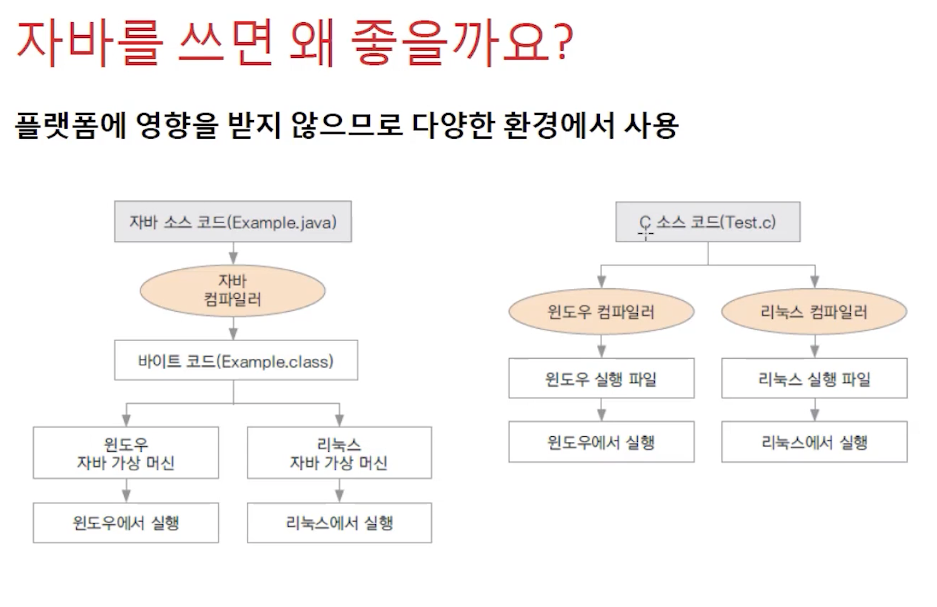 자바를 쓰면 왜 좋을까요?
플랫폼에 영향을 받지 않으므로 다양한 환경에서 사용
자바 소스 코드(Example.java)
자바
컴파일러
바이트 코드(Example.class)
윈도우
자바 가상 머신
리눅스
자바 가상 머신
윈도우에서 실행
리눅스에서 실행
C 소스 코드(Test.c)
윈도우 컴파일러
리눅스 컴파일러
윈도우 실행 파일
리눅스 실행 파일
윈도우에서 실행
리눅스에서 실행